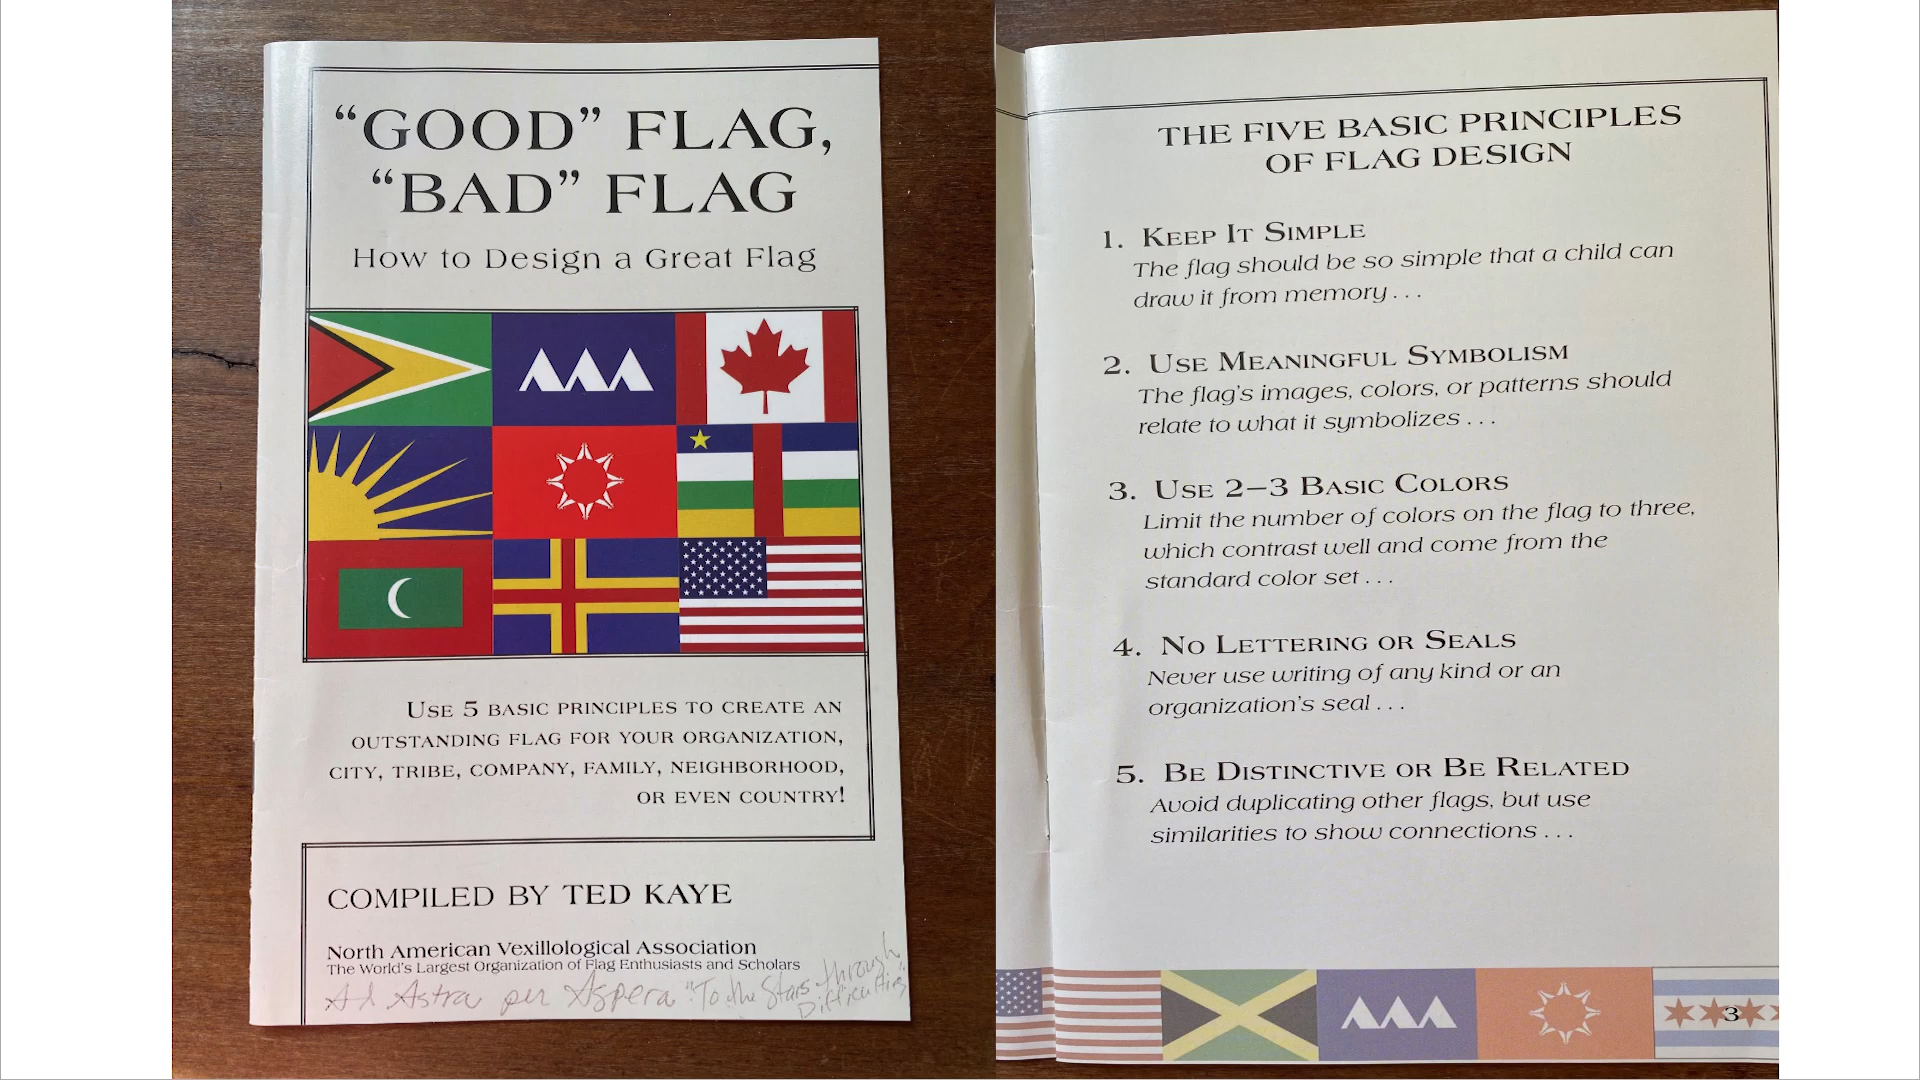 “GOOD” FLAG,
“BAD” FLAG
How to Design a Great Flag
USE 5 BASIC PRINCIPLES TO CREATE AN
OUTSTANDING FLAG FOR YOUR ORGANIZATION,
CITY, TRIBE, COMPANY, FAMILY, NEIGHBORHOOD,
OR EVEN COUNTRY!
COMPILED BY TED KAYE
North American Vexillological Association
The World's Largest Organization of Flag Enthusiasts and Scholars
Ad Astra per Aspera "To the Stars through
Difficulties"
THE FIVE BASIC PRINCIPLES
OF FLAG DESIGN
1. KEEP IT SIMPLE
The flag should be so simple that a child can
draw it from memory . . .
2. USE MEANINGFUL SYMBOLISM
The flag's images, colors, or patterns should
relate to what it symbolizes . . .
3. USE 2–3 BASIC COLORS
Limit the number of colors on the flag to three,
which contrast well and come from the
standard color set . . .
4. NO LETTERING OR SEALS
Never use writing of any kind or an
organization's seal . . .
5. BE DISTINCTIVE OR BE RELATED
Avoid duplicating other flags, but use
similarities to show connections . . .
3